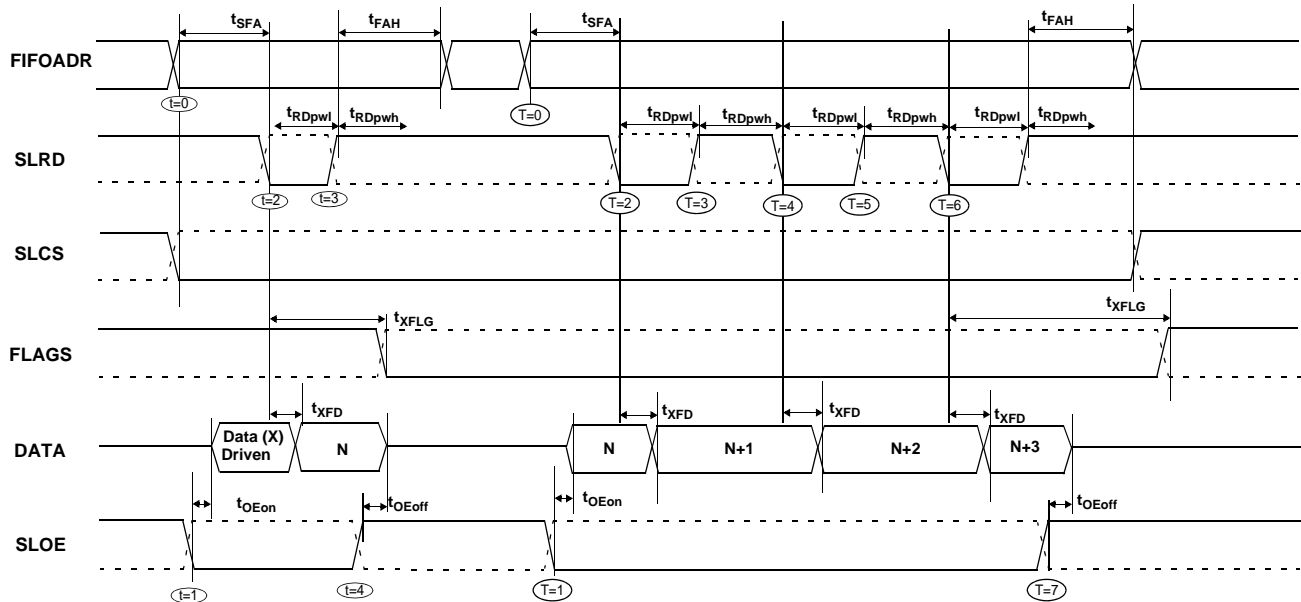 tSFA tFAH tSFA tFAH
FIFOADR
t=0 T=0
tRDpwl tRDpwh tRDpwl tRDpwh tRDpwl tRDpwh tRDpwl tRDpwh
SLRD
t=2 t=3 T=2 T=3 T=4 T=5 T=6
SLCS
tXFLG tXFLG
FLAGS
tXFD tXFD tXFD tXFD
DATA
Data (X)
Driven
N N N+1 N+2 N+3
tOEon tOEoff tOEon tOEoff
SLOE
t=1 t=4 T=1 T=7